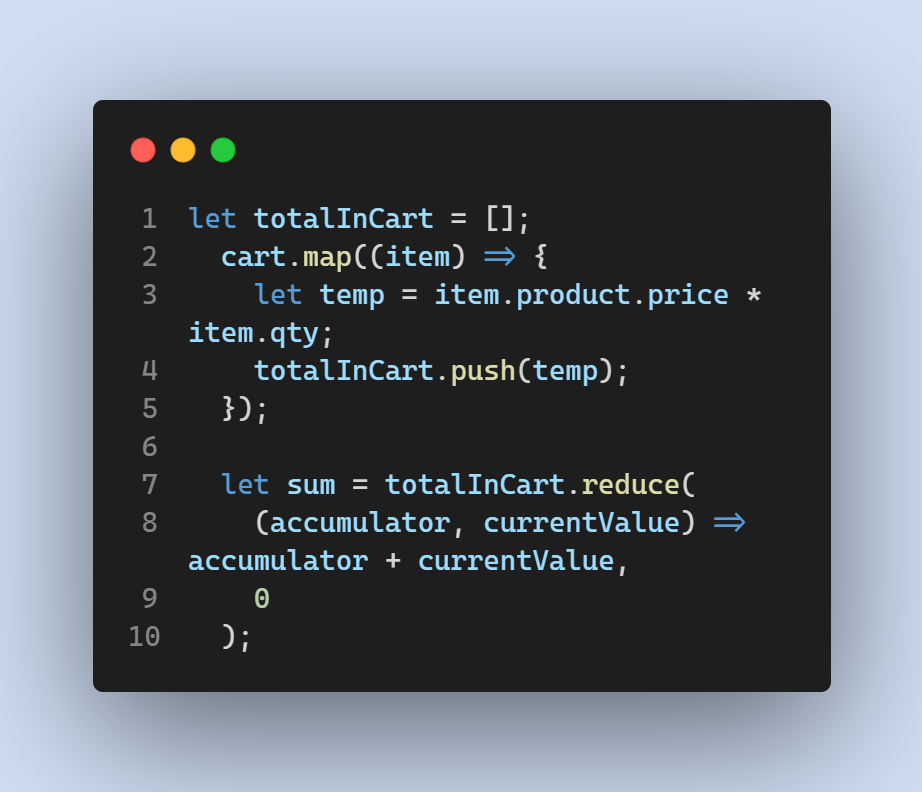 1 let totalInCart = [];
2   cart.map((item) => {
3     let temp = item.product.price *
item.qty;
4     totalInCart.push(temp);
5   });
6
7   let sum = totalInCart.reduce(
8     (accumulator, currentValue) =>
accumulator + currentValue,
9     0
10   );